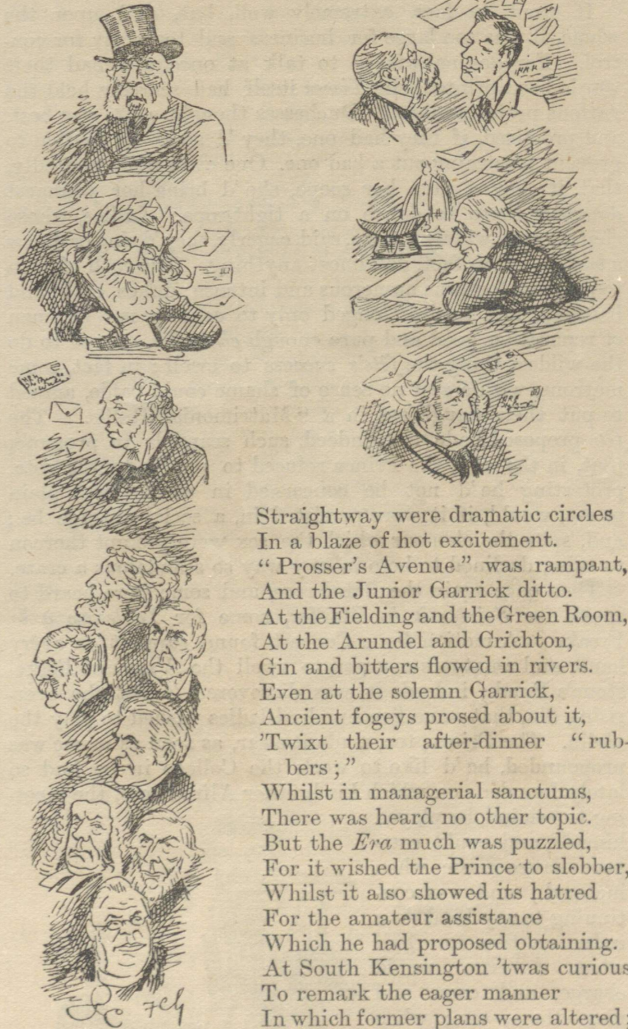 Straightway were dramatic circles
In a blaze of hot excitement.
“ Prosser's Avenue ” was rampant,
And the Junior Garrick ditto.
At the Fielding and the Green Room,
At the Arundel and Crichton,
Gin and bitters flowed in rivers.
Even at the solemn Garrick,
Ancient fogeys prosed about it,
'Twixt their after-dinner “ rub-
bers ; ”
Whilst in managerial sanctums,
There was heard no other topic.
But the Era much was puzzled,
For it wished the Prince to slobber,
Whilst it also showed its hatred
For the amateur assistance
Which he had proposed obtaining.
At South Kensington 'twas curious
To remark the eager manner
In which former plans were altered ;